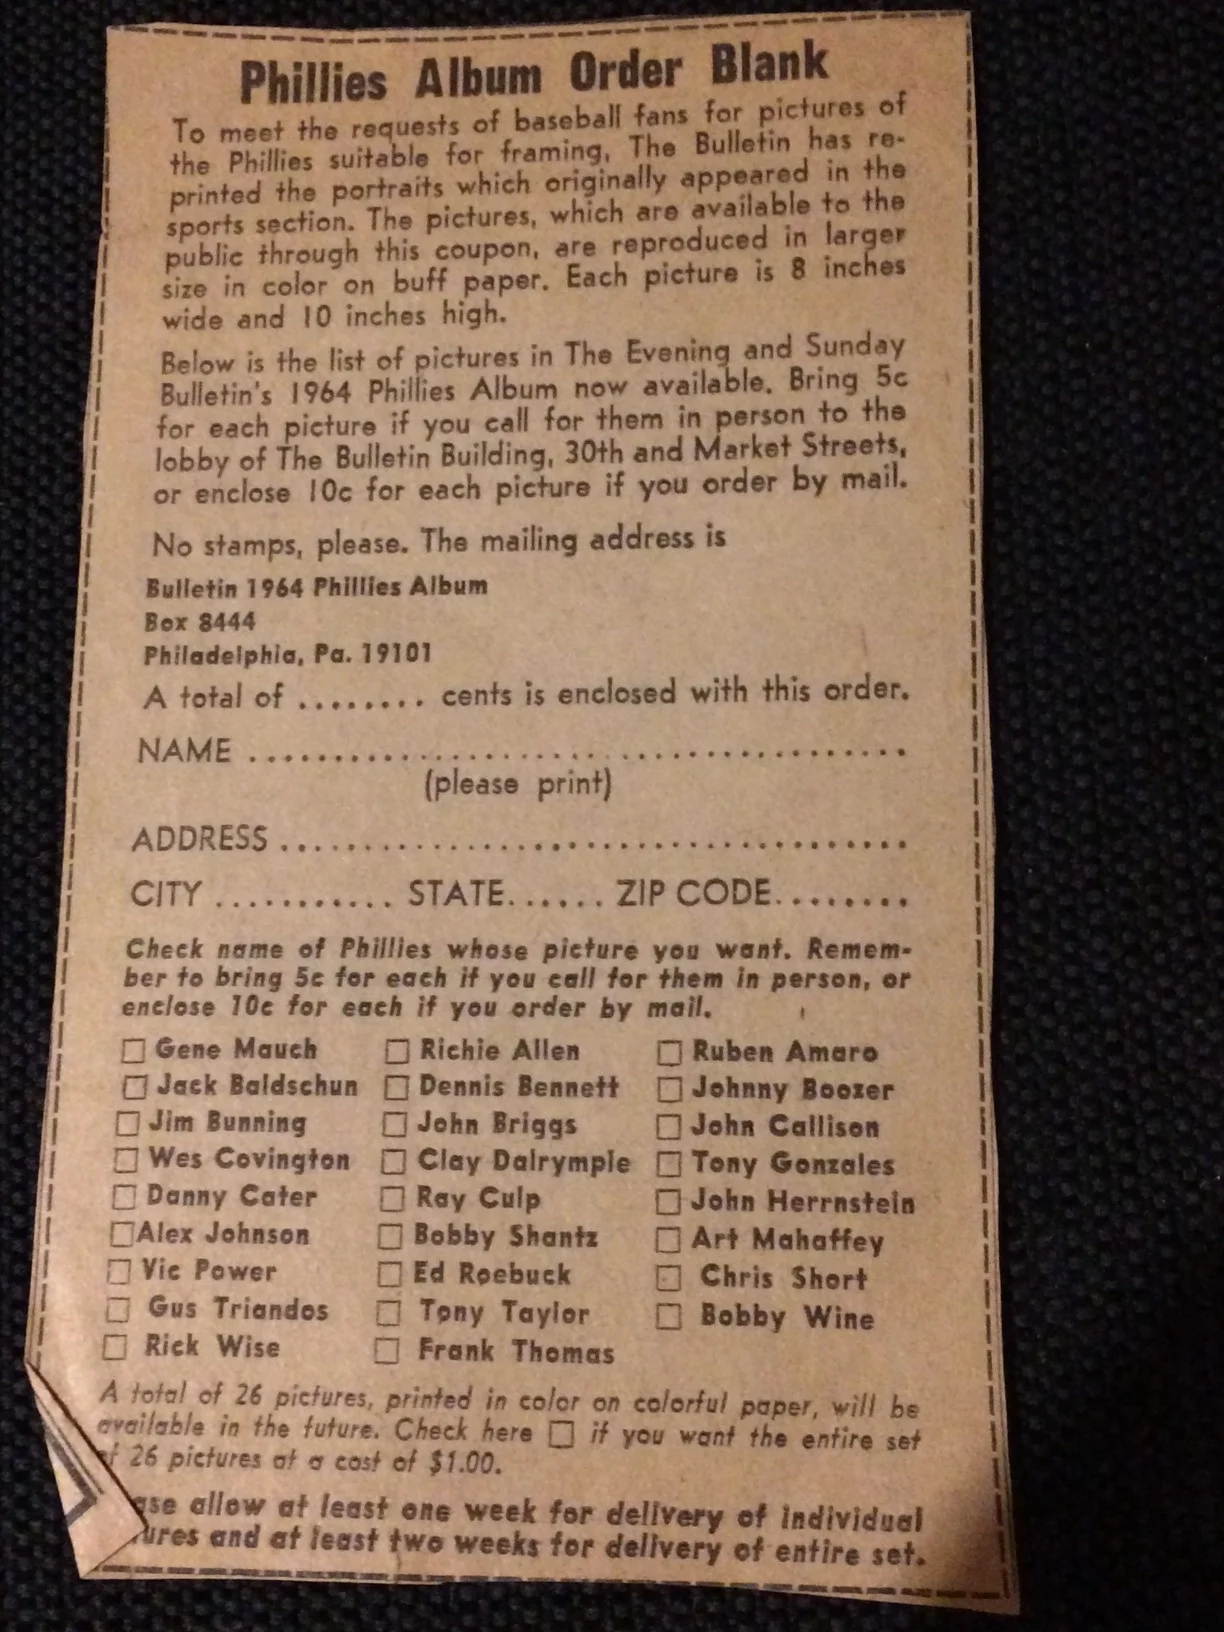 Phillies Album Order Blank
To meet the requests of baseball fans for pictures of
the Phillies suitable for framing, The Bulletin has re-
printed the portraits which originally appeared in the
sports section. The pictures, which are available to the
public through this coupon, are reproduced in larger
size in color on buff paper. Each picture is 8 inches
wide and 10 inches high.
Below is the list of pictures in The Evening and Sunday
Bulletin's 1964 Phillies Album now available. Bring 5c
for each picture if you call for them in person to the
lobby of The Bulletin Building, 30th and Market Streets,
or enclose 10c for each picture if you order by mail.
No stamps, please. The mailing address is
Bulletin 1964 Phillies Album
Box 8444
Philadelphia, Pa. 19101
A total of ........ cents is enclosed with this order.
NAME ........................................
(please print)
ADDRESS ......................................
CITY ........... STATE...... ZIP CODE........
Check name of Phillies whose picture you want. Remem-
ber to bring 5c for each if you call for them in person, or
enclose 10c for each if you order by mail.
☐ Gene Mauch ☐ Richie Allen ☐ Ruben Amaro
☐ Jack Baldschun ☐ Dennis Bennett ☐ Johnny Boozer
☐ Jim Bunning ☐ John Briggs ☐ John Callison
☐ Wes Covington ☐ Clay Dalrymple ☐ Tony Gonzales
☐ Danny Cater ☐ Ray Culp ☐ John Herrnstein
☐ Alex Johnson ☐ Bobby Shantz ☐ Art Mahaffey
☐ Vic Power ☐ Ed Roebuck ☐ Chris Short
☐ Gus Triandos ☐ Tony Taylor ☐ Bobby Wine
☐ Rick Wise ☐ Frank Thomas
A total of 26 pictures, printed in color on colorful paper, will be
available in the future. Check here ☐ if you want the entire set
of 26 pictures at a cost of $1.00.
ase allow at least one week for delivery of individual
ures and at least two weeks for delivery of entire set.